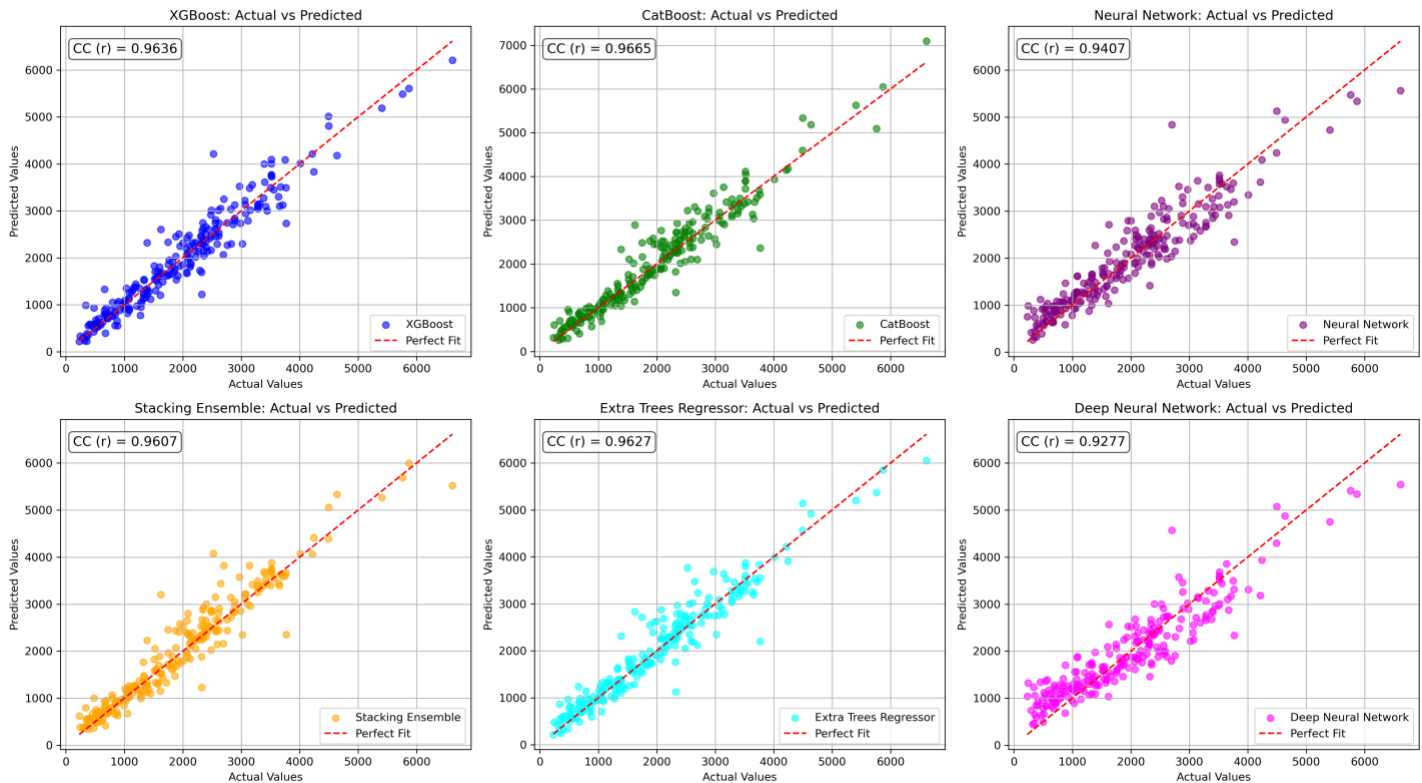 XGBoost: Actual vs Predicted
CC (r) = 0.9636
Predicted Values
6000
5000
4000
3000
2000
1000
0
XGBoost
Perfect Fit
0 1000 2000 3000 4000 5000 6000
Actual Values
CatBoost: Actual vs Predicted
CC (r) = 0.9665
Predicted Values
7000
6000
5000
4000
3000
2000
1000
0
CatBoost
Perfect Fit
0 1000 2000 3000 4000 5000 6000
Actual Values
Neural Network: Actual vs Predicted
CC (r) = 0.9407
Predicted Values
6000
5000
4000
3000
2000
1000
0
Neural Network
Perfect Fit
0 1000 2000 3000 4000 5000 6000
Actual Values
Stacking Ensemble: Actual vs Predicted
CC (r) = 0.9607
Predicted Values
6000
5000
4000
3000
2000
1000
0
Stacking Ensemble
Perfect Fit
0 1000 2000 3000 4000 5000 6000
Actual Values
Extra Trees Regressor: Actual vs Predicted
CC (r) = 0.9627
Predicted Values
6000
5000
4000
3000
2000
1000
0
Extra Trees Regressor
Perfect Fit
0 1000 2000 3000 4000 5000 6000
Actual Values
Deep Neural Network: Actual vs Predicted
CC (r) = 0.9277
Predicted Values
6000
5000
4000
3000
2000
1000
0
Deep Neural Network
Perfect Fit
0 1000 2000 3000 4000 5000 6000
Actual Values